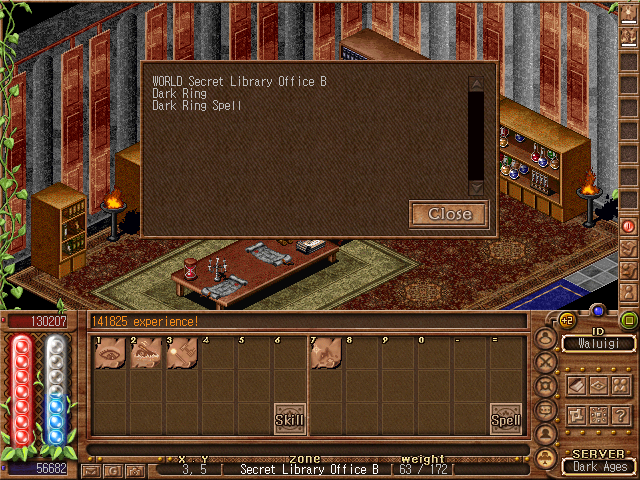 WORLD Secret Library Office B
Dark Ring
Dark Ring Spell
Close
130207
141825 experience!
+2
ID
Waluigi
1 2 3 4 5 6 7 8 9 0 - =
Skill
Spell
SERVER
Dark Ages
x . y zone weight
56682
G
3, 5
Secret Library Office B
63 / 172
?